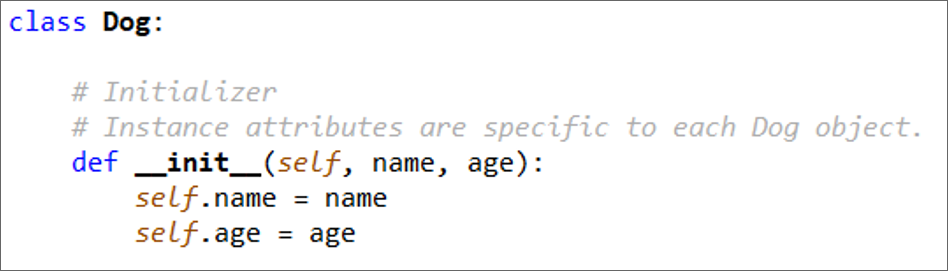 class Dog:
# Initializer
# Instance attributes are specific to each Dog object.
def __init__(self, name, age):
self.name = name
self.age = age